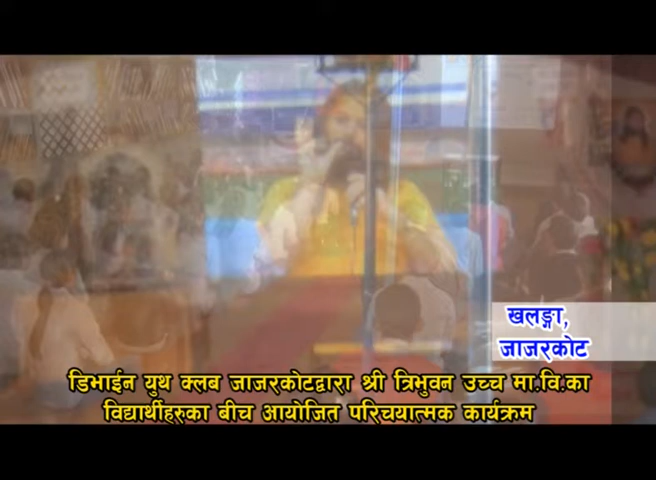 खलङ्गा,
जाजरकोट
डिभाईन युथ क्लब जाजरकोटद्वारा श्री त्रिभुवन उच्च मा.वि.का
विद्यार्थीहरुका बीच आयोजित परिचयात्मक कार्यक्रम